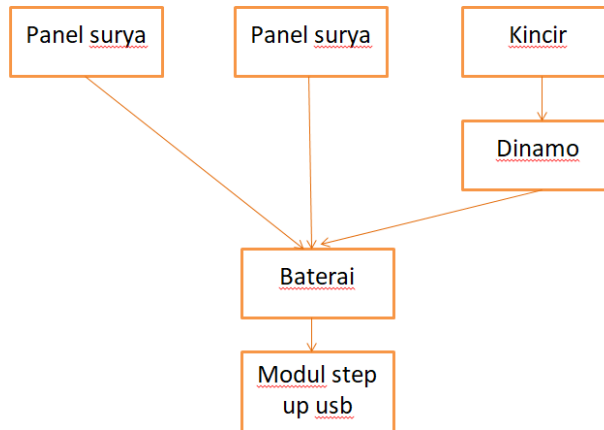 Panel surya
Panel surya
Kincir
Dinamo
Baterai
Modul step
up usb